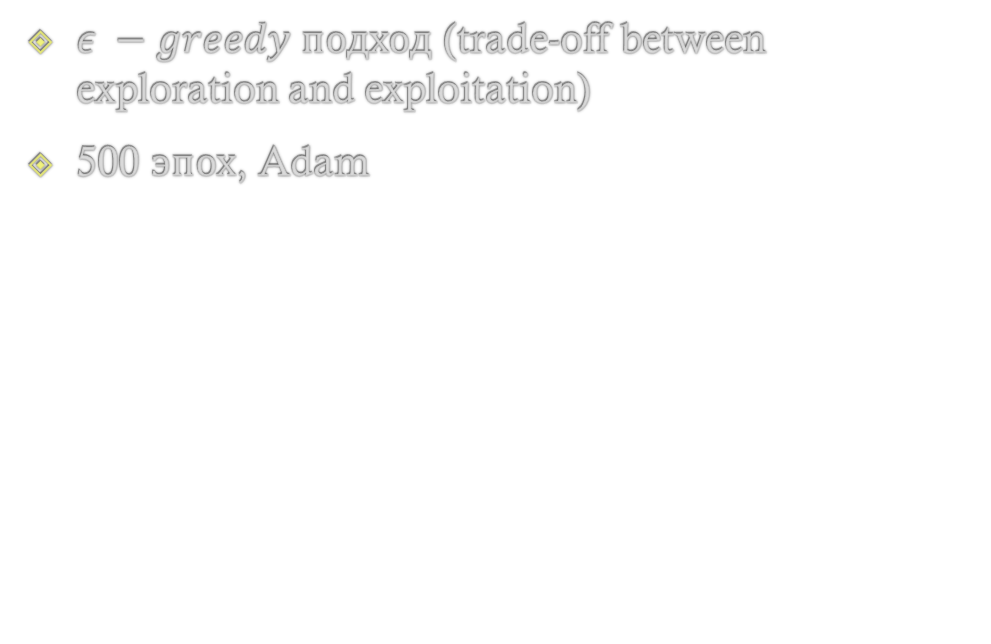 ϵ − greedy подход (trade-off between
exploration and exploitation)
500 эпох, Adam